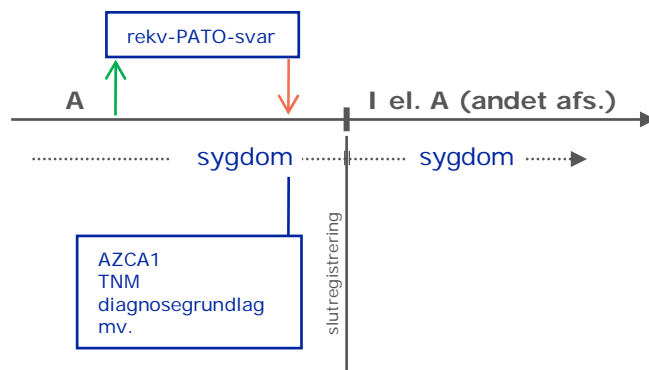 rekv-PATO-svar
A
I el. A (andet afs.)
sygdom
sygdom
slutregistrering
AZCA1
TNM
diagnosegrundlag
mv.